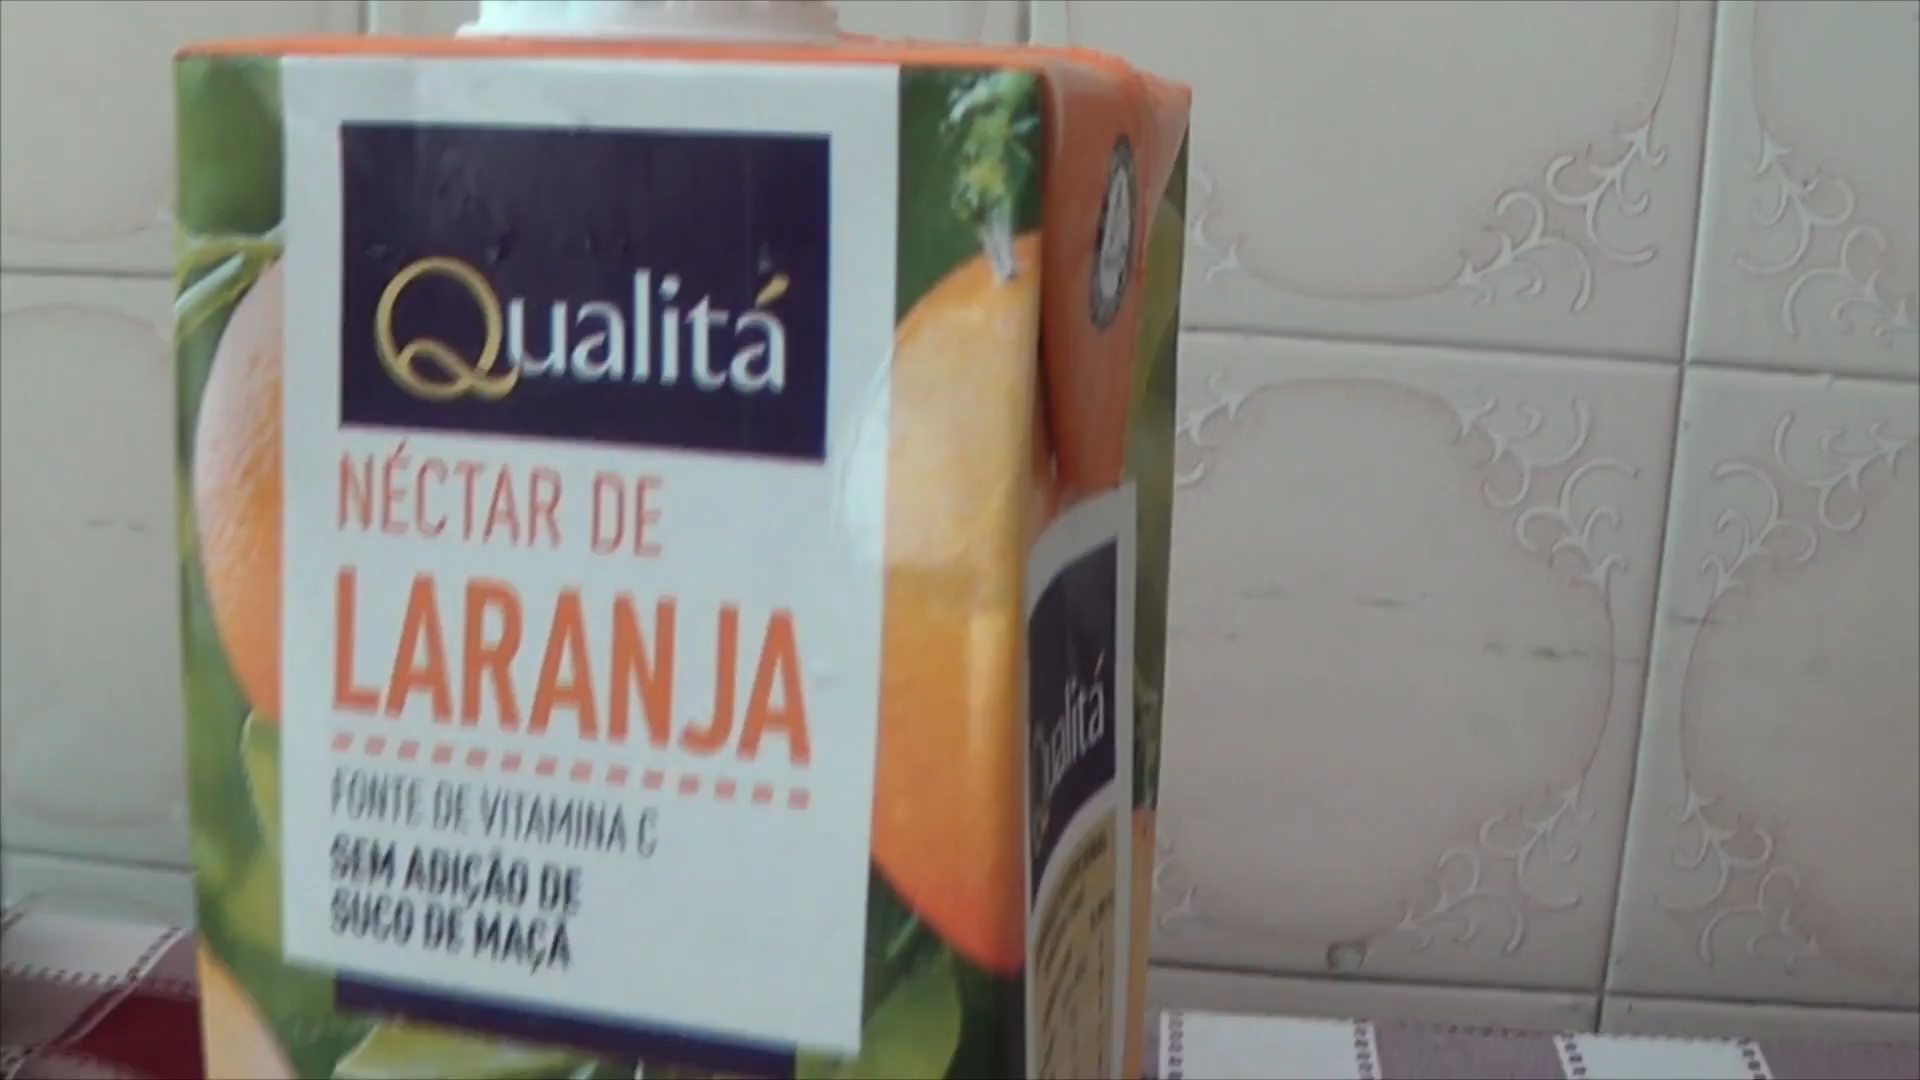 Qualitá
NÉCTAR DE
LARANJA
FONTE DE VITAMINA C
SEM ADIÇÃO DE
SUCO DE MAÇÃ
Qualitá